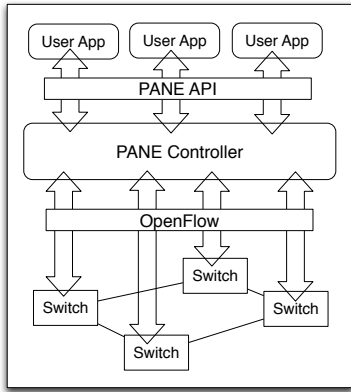 User App User App User App
PANE API
PANE Controller
OpenFlow
Switch
Switch Switch
Switch